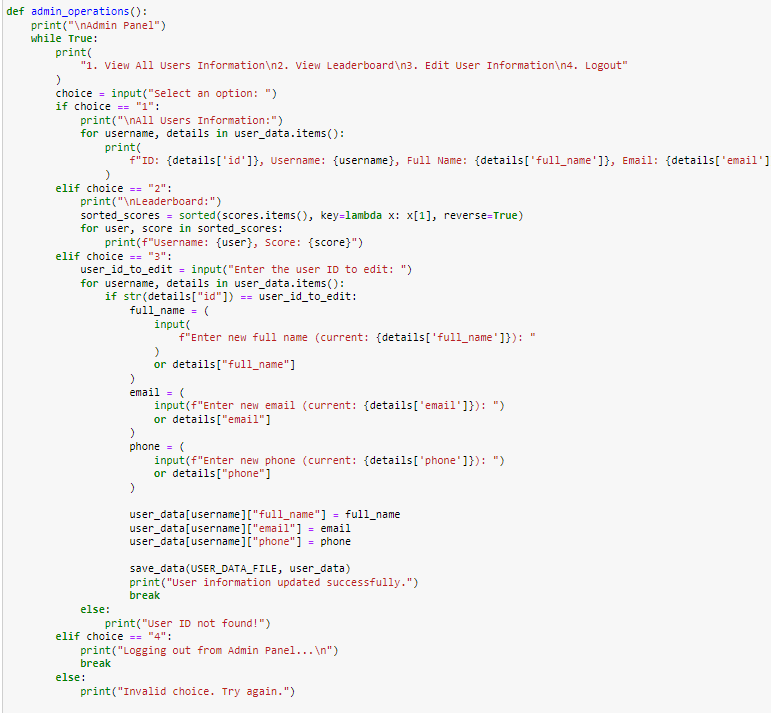 def admin_operations():
    print("\nAdmin Panel")
    while True:
        print(
            "1. View All Users Information\n2. View Leaderboard\n3. Edit User Information\n4. Logout"
        )
        choice = input("Select an option: ")
        if choice == "1":
            print("\nAll Users Information:")
            for username, details in user_data.items():
                print(
                    f"ID: {details['id']}, Username: {username}, Full Name: {details['full_name']}, Email: {details['email']
                )
        elif choice == "2":
            print("\nLeaderboard:")
            sorted_scores = sorted(scores.items(), key=lambda x: x[1], reverse=True)
            for user, score in sorted_scores:
                print(f"Username: {user}, Score: {score}")
        elif choice == "3":
            user_id_to_edit = input("Enter the user ID to edit: ")
            for username, details in user_data.items():
                if str(details["id"]) == user_id_to_edit:
                    full_name = (
                        input(
                            f"Enter new full name (current: {details['full_name']}): "
                        )
                        or details["full_name"]
                    )
                    email = (
                        input(f"Enter new email (current: {details['email']}): ")
                        or details["email"]
                    )
                    phone = (
                        input(f"Enter new phone (current: {details['phone']}): ")
                        or details["phone"]
                    )

                    user_data[username]["full_name"] = full_name
                    user_data[username]["email"] = email
                    user_data[username]["phone"] = phone

                    save_data(USER_DATA_FILE, user_data)
                    print("User information updated successfully.")
                    break
            else:
                print("User ID not found!")
        elif choice == "4":
            print("Logging out from Admin Panel...\n")
            break
        else:
            print("Invalid choice. Try again.")